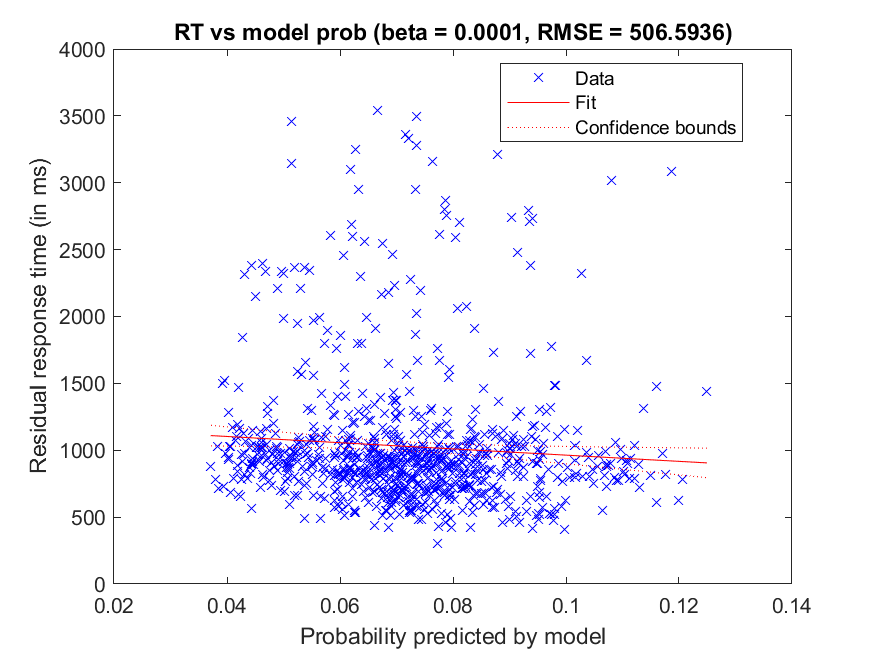 RT vs model prob (beta = 0.0001, RMSE = 506.5936)
Data
Fit
Confidence bounds
Residual response time (in ms)
4000
3500
3000
2500
2000
1500
1000
500
0
0.02 0.04 0.06 0.08 0.1 0.12 0.14
Probability predicted by model